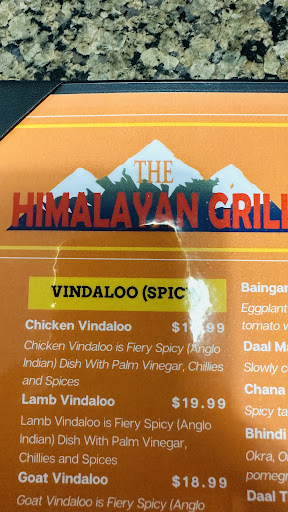 THE
HIMALAYAN GRILL
VINDALOO (SPICY)
Chicken Vindaloo
Chicken Vindaloo is Fiery Spicy (Anglo
Indian) Dish With Palm Vinegar, Chillies
and Spices
Lamb Vindaloo $19.99
Lamb Vindaloo is Fiery Spicy (Anglo
Indian) Dish With Palm Vinegar,
Chillies and Spices
Goat Vindaloo $18.99
Goat Vindaloo is Fiery Spicy (Anglo
Baingan
Eggplant
tomato w
Daal Ma
Slowly c
Chana
Spicy ta
Bhindi
Okra, O
pomegr
Daal T